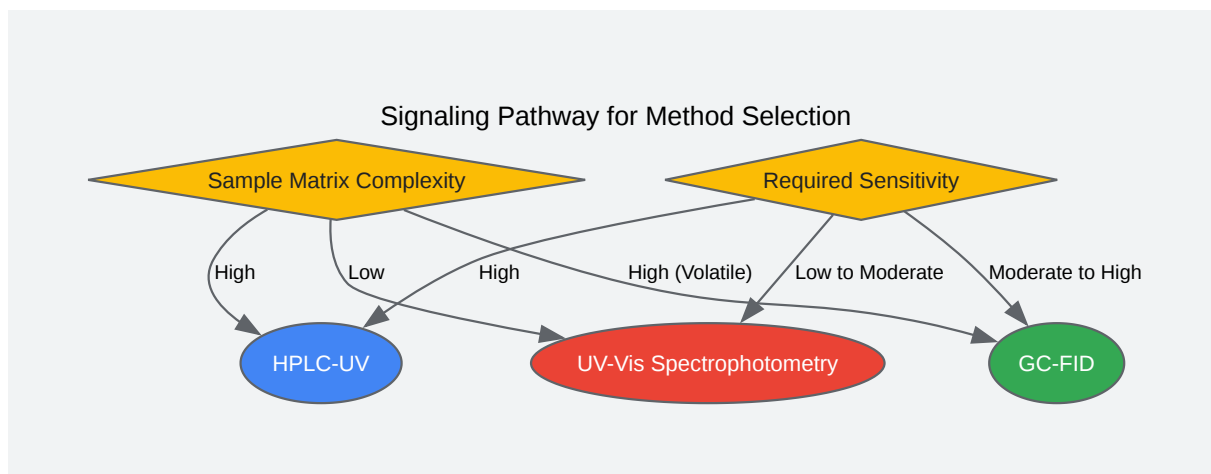 Signaling Pathway for Method Selection
Sample Matrix Complexity
Required Sensitivity
High
Low
High
High (Volatile)
Low to Moderate
Moderate to High
HPLC-UV
UV-Vis Spectrophotometry
GC-FID